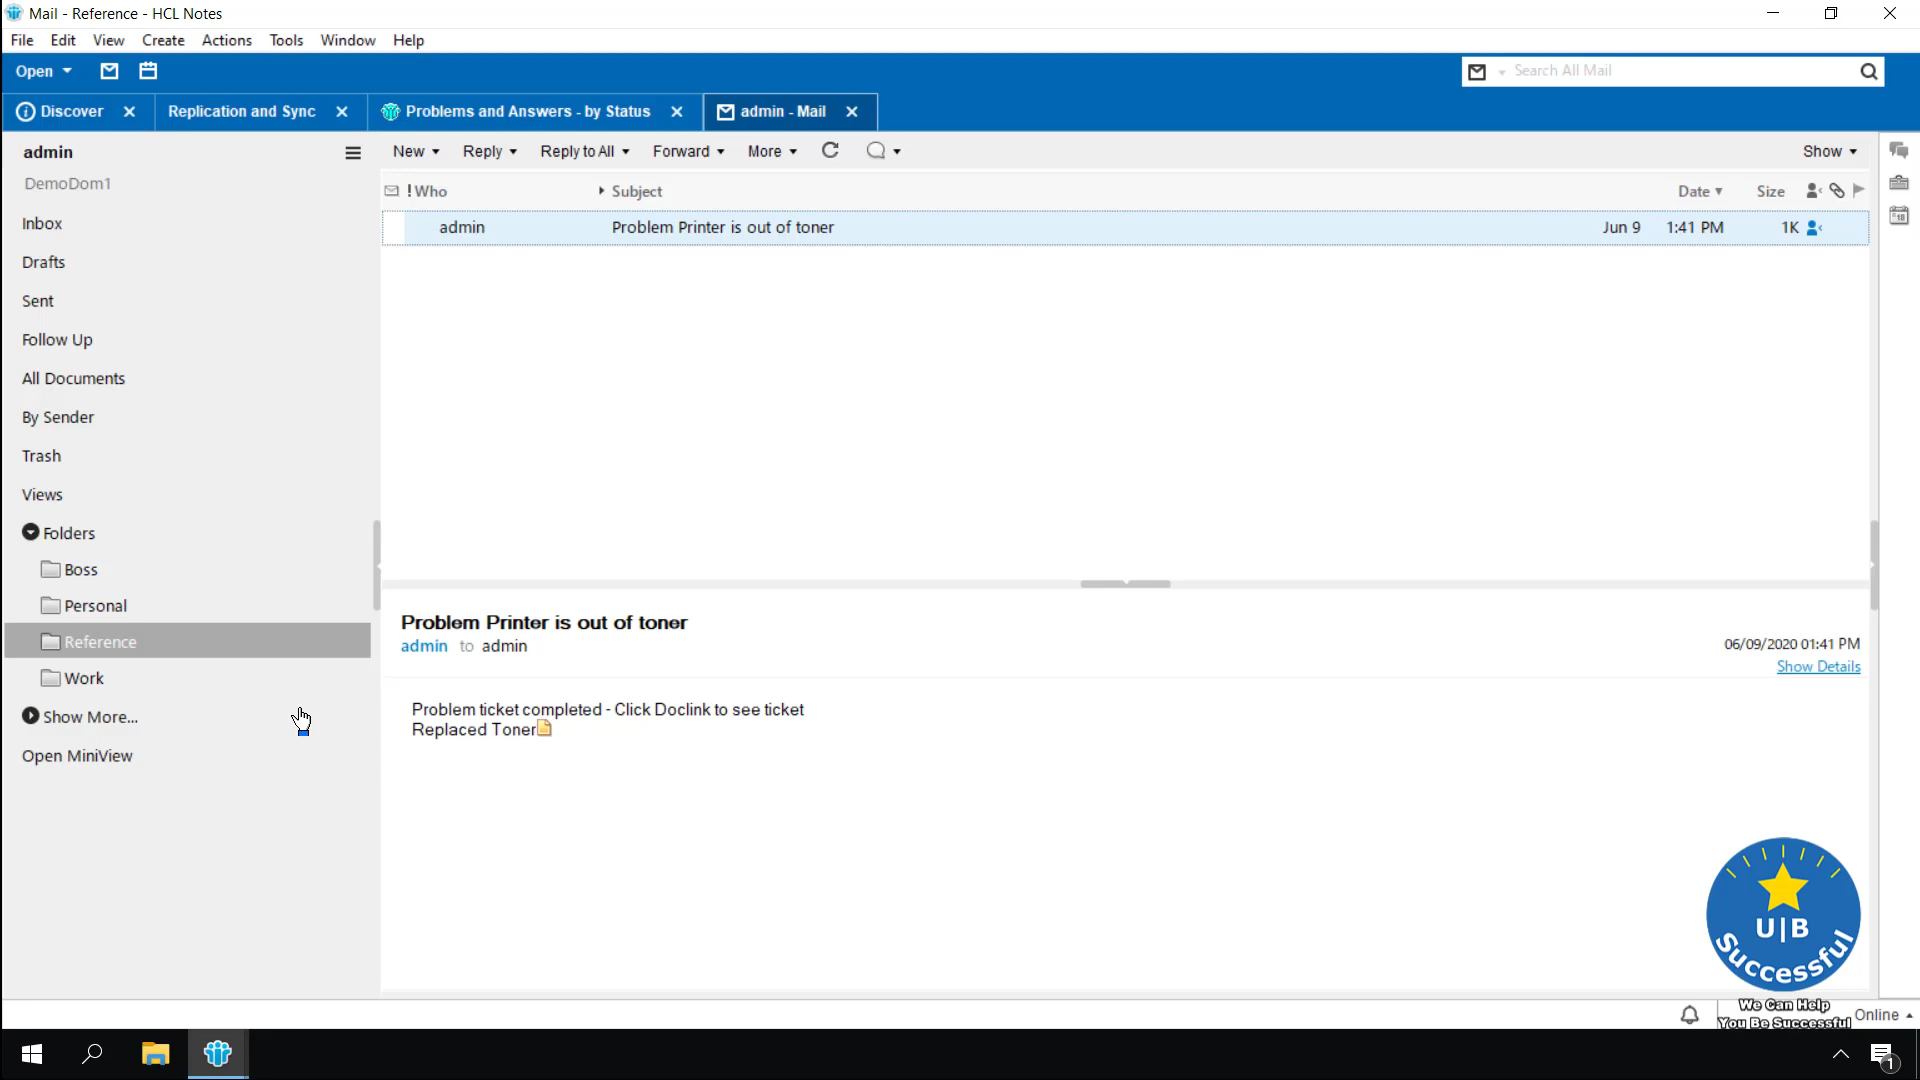 Mail - Reference - HCL Notes
File Edit View Create Actions Tools Window Help
Open
Search All Mail
Discover
Replication and Sync
Problems and Answers - by Status
admin - Mail
admin
DemoDom1
Inbox
Drafts
Sent
Follow Up
All Documents
By Sender
Trash
Views
Folders
Boss
Personal
Reference
Work
Show More...
Open MiniView
New Reply Reply to All Forward More
Show
! Who Subject Date Size
admin Problem Printer is out of toner Jun 9 1:41 PM 1K
Problem Printer is out of toner
admin to admin
06/09/2020 01:41 PM
Show Details
Problem ticket completed - Click Doclink to see ticket
Replaced Toner
18
U|B
Successful
We Can Help
You Be Successful
Online
1